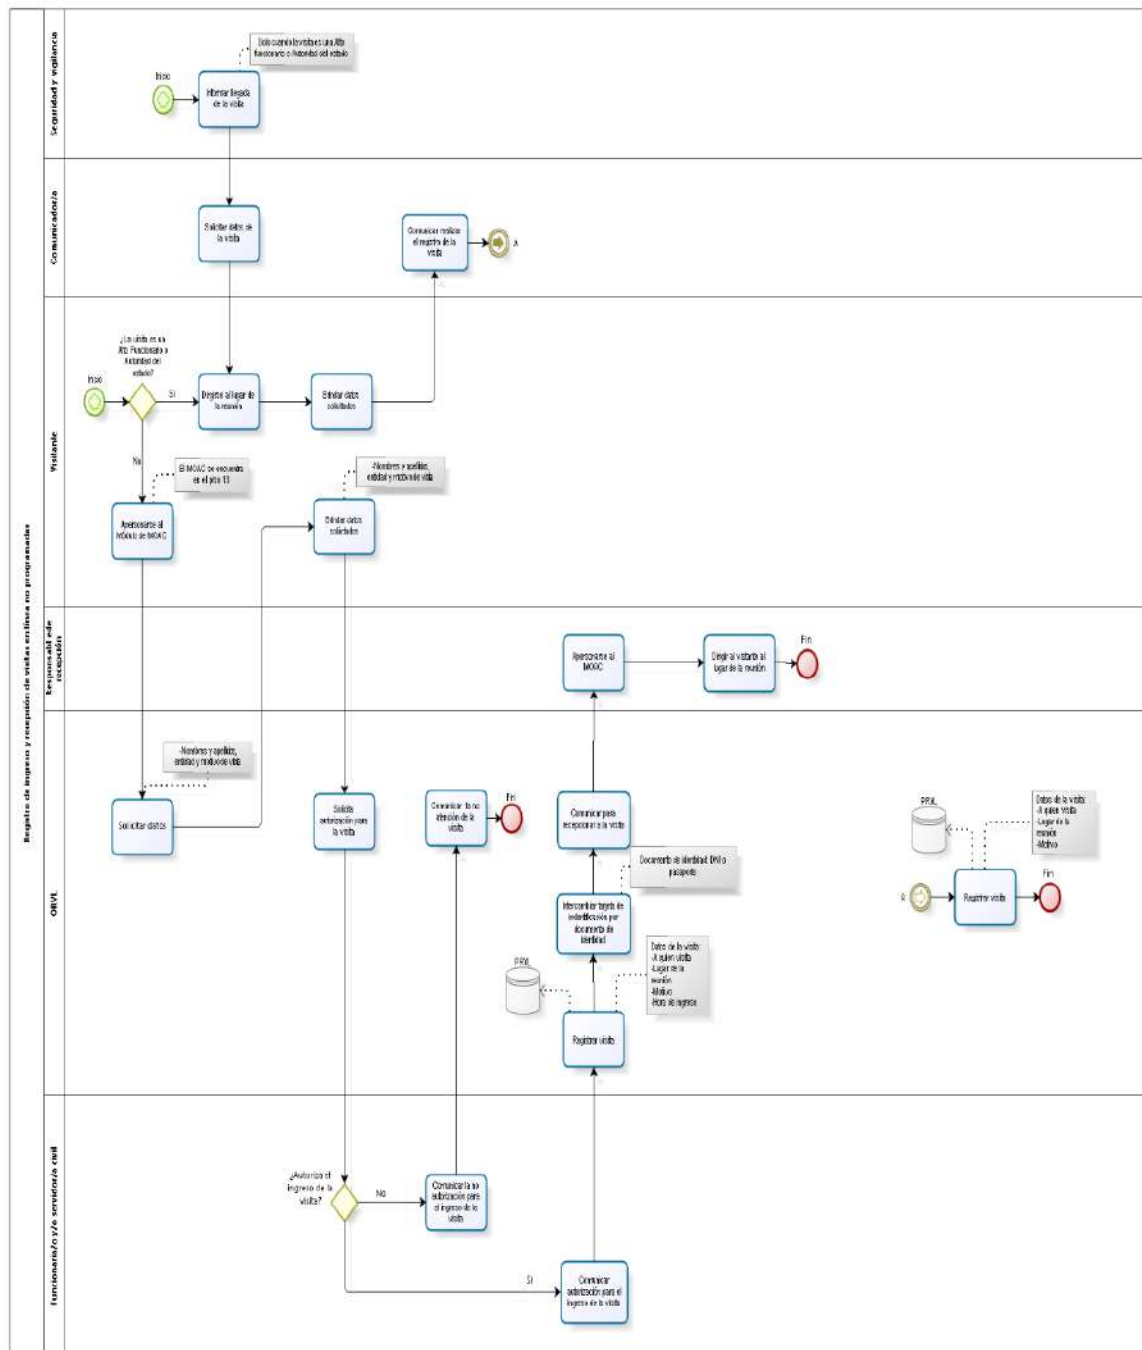 Registro de ingreso y recepción de visitas en línea no programadas
Seguridad y vigilancia
Solo cuando la visita es una Alto
funcionario o Autoridad del estado
Inicio
Informar llegada
de la visita
Comunicador/a
Solicitar datos de
la visita
Comunicar realizar
el registro de la
visita
A
Visitante
¿La visita es un
Alto Funcionario o
Autoridad del
estado?
Inicio
Si
Dirigirse al lugar de
la reunión
Brindar datos
solicitados
No
El MOAC se encuentra
en el piso 13
-Nombres y apellidos,
entidad y motivo de visita
Apersonarse al
Módulo de MOAC
Brindar datos
solicitados
Responsable de
recepción
Apersonarse al
MOAC
Dirigir al visitante al
lugar de la reunión
Fin
ORVL
-Nombres y apellidos,
entidad y motivo de visita
Solicitar datos
Solicita
autorización para
la visita
Comunicar la no
atención de la
visita
Fin
Comunicar para
recepcionar a la visita
Documento de identidad: DNI o
pasaporte
Intercambiar tarjeta de
indentificación por
documento de
identidad
PRVL
Datos de la visita:
-A quien visita
-Lugar de la
reunión
-Motivo
-Hora de ingreso
Registrar visita
PRVL
Datos de la visita:
-A quien visita
-Lugar de la
reunión
-Motivo
A
Registrar visita
Fin
Funcionaria/o y/o servidor/a civil
¿Autoriza el
ingreso de la
visita?
No
Comunicar la no
autorización para
el ingreso de la
visita
Si
Comunicar
autorización para el
ingreso de la visita